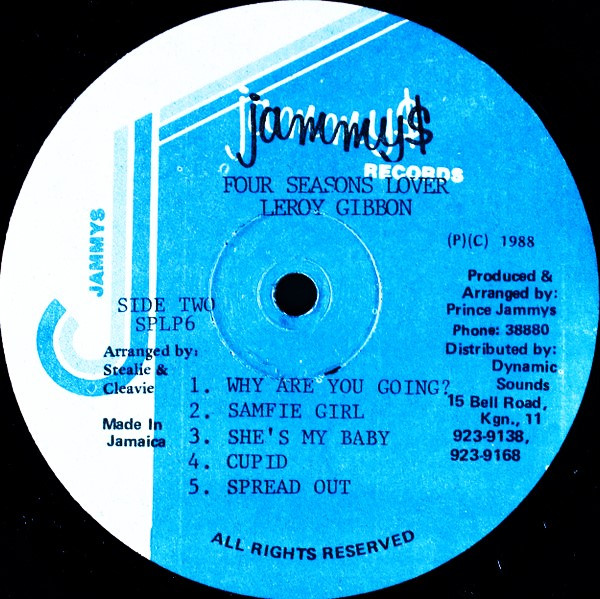 jammy$
RECORDS
FOUR SEASONS LOVER
LEROY GIBBON
JAMMYS
(P)(C) 1988
SIDE TWO
SPLP6
Arranged by:
Stealie &
Cleavie
Made In
Jamaica
Produced &
Arranged by:
Prince Jammys
Phone: 38880
Distributed by:
Dynamic
Sounds
15 Bell Road,
Kgn., 11
923-9138,
923-9168
1. WHY ARE YOU GOING?
2. SAMFIE GIRL
3. SHE'S MY BABY
4. CUPID
5. SPREAD OUT
ALL RIGHTS RESERVED